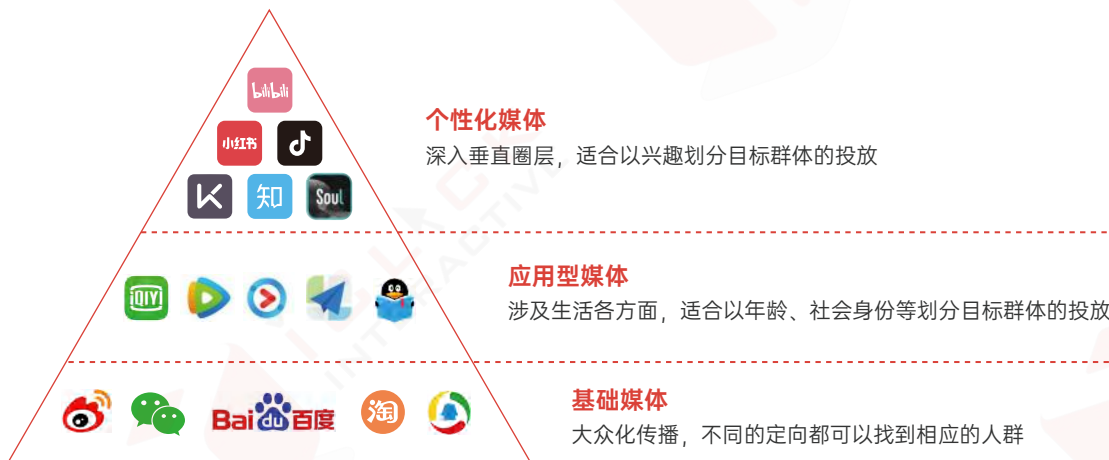 bilibili
小红书
个性化媒体
深入垂直圈层，适合以兴趣划分目标群体的投放
知
Soul
iQIYI
应用型媒体
涉及生活各方面，适合以年龄、社会身份等划分目标群体的投放
基础媒体
Bai du 百度
淘
大众化传播，不同的定向都可以找到相应的人群